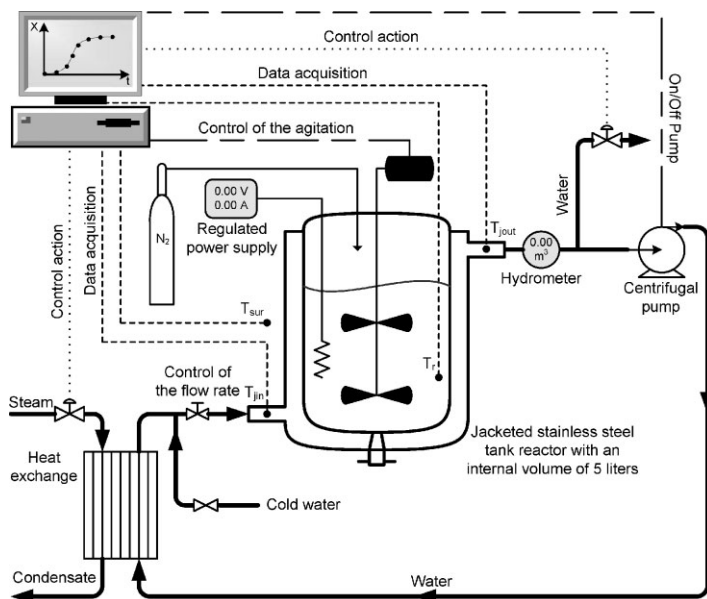 X
t
Control action
Data acquisition
Control of the agitation
On/Off Pump
0.00 V
0.00 A
Regulated
power supply
N₂
Water
Tjout
0.00
m³
Hydrometer
Centrifugal
pump
Control action
Data acquisition
Tsur
Tr
Control of
the flow rate
Tjin
Steam
Heat
exchange
Jacketed stainless steel
tank reactor with an
internal volume of 5 liters
Cold water
Condensate
Water